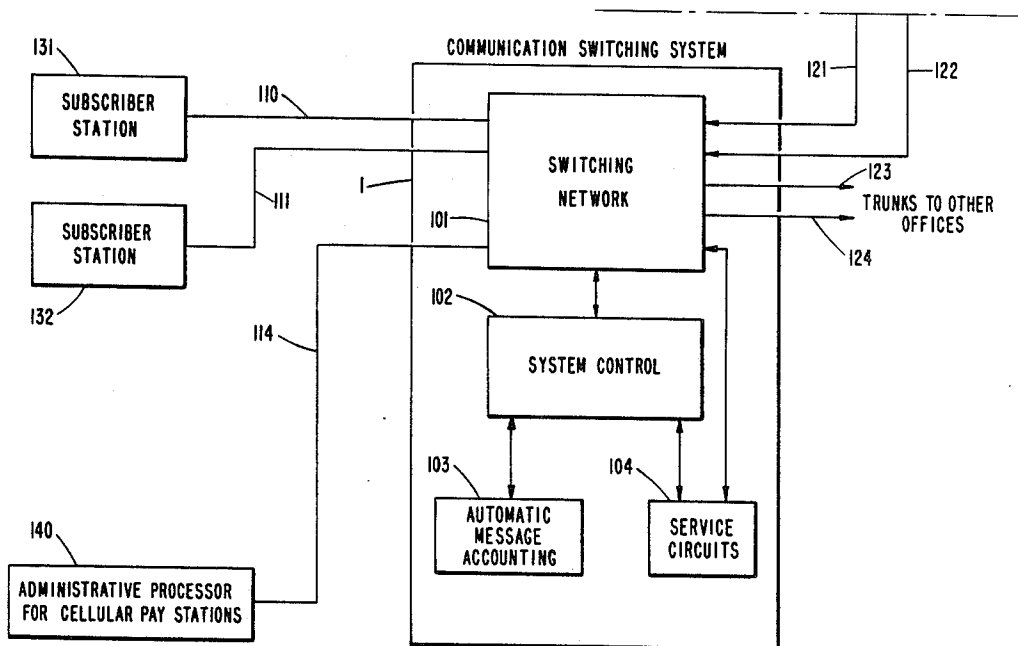 131
COMMUNICATION SWITCHING SYSTEM
121
122
SUBSCRIBER
STATION
110
SWITCHING
NETWORK
123
1
111
101
TRUNKS TO OTHER
OFFICES
SUBSCRIBER
STATION
124
132
102
114
SYSTEM CONTROL
103
104
AUTOMATIC
MESSAGE
ACCOUNTING
SERVICE
CIRCUITS
140
ADMINISTRATIVE PROCESSOR
FOR CELLULAR PAY STATIONS